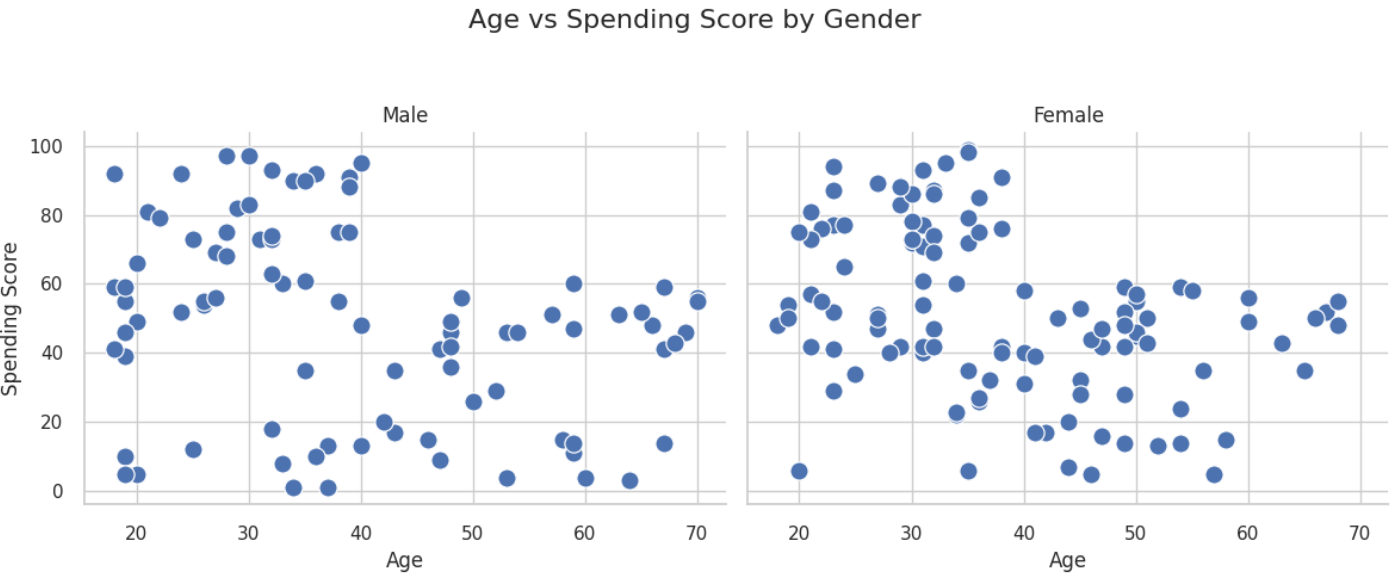 Age vs Spending Score by Gender
Male
Female
Spending Score
100
80
60
40
20
0
20 30 40 50 60 70
20 30 40 50 60 70
Age
Age